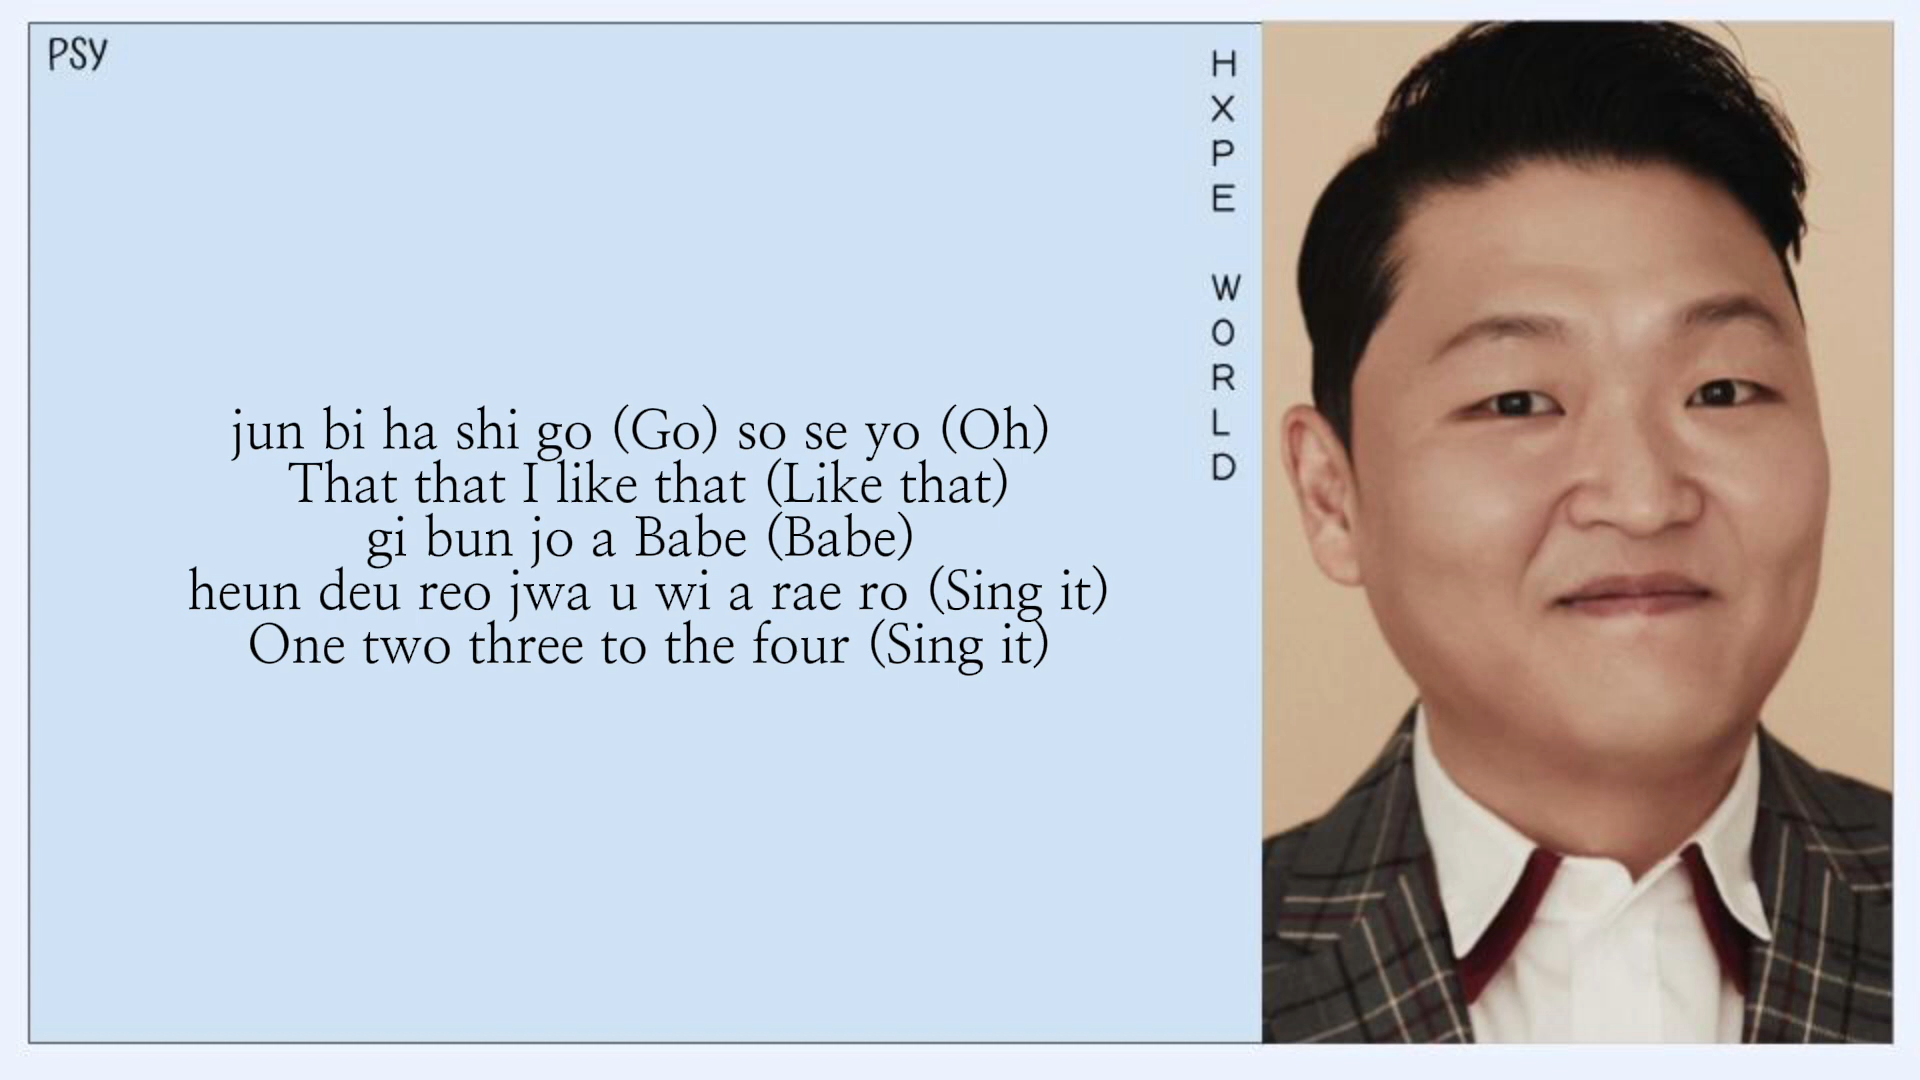 PSY
HXPE WORLD
jun bi ha shi go (Go) so se yo (Oh)
That that I like that (Like that)
gi bun jo a Babe (Babe)
heun deu reo jwa u wi a rae ro (Sing it)
One two three to the four (Sing it)